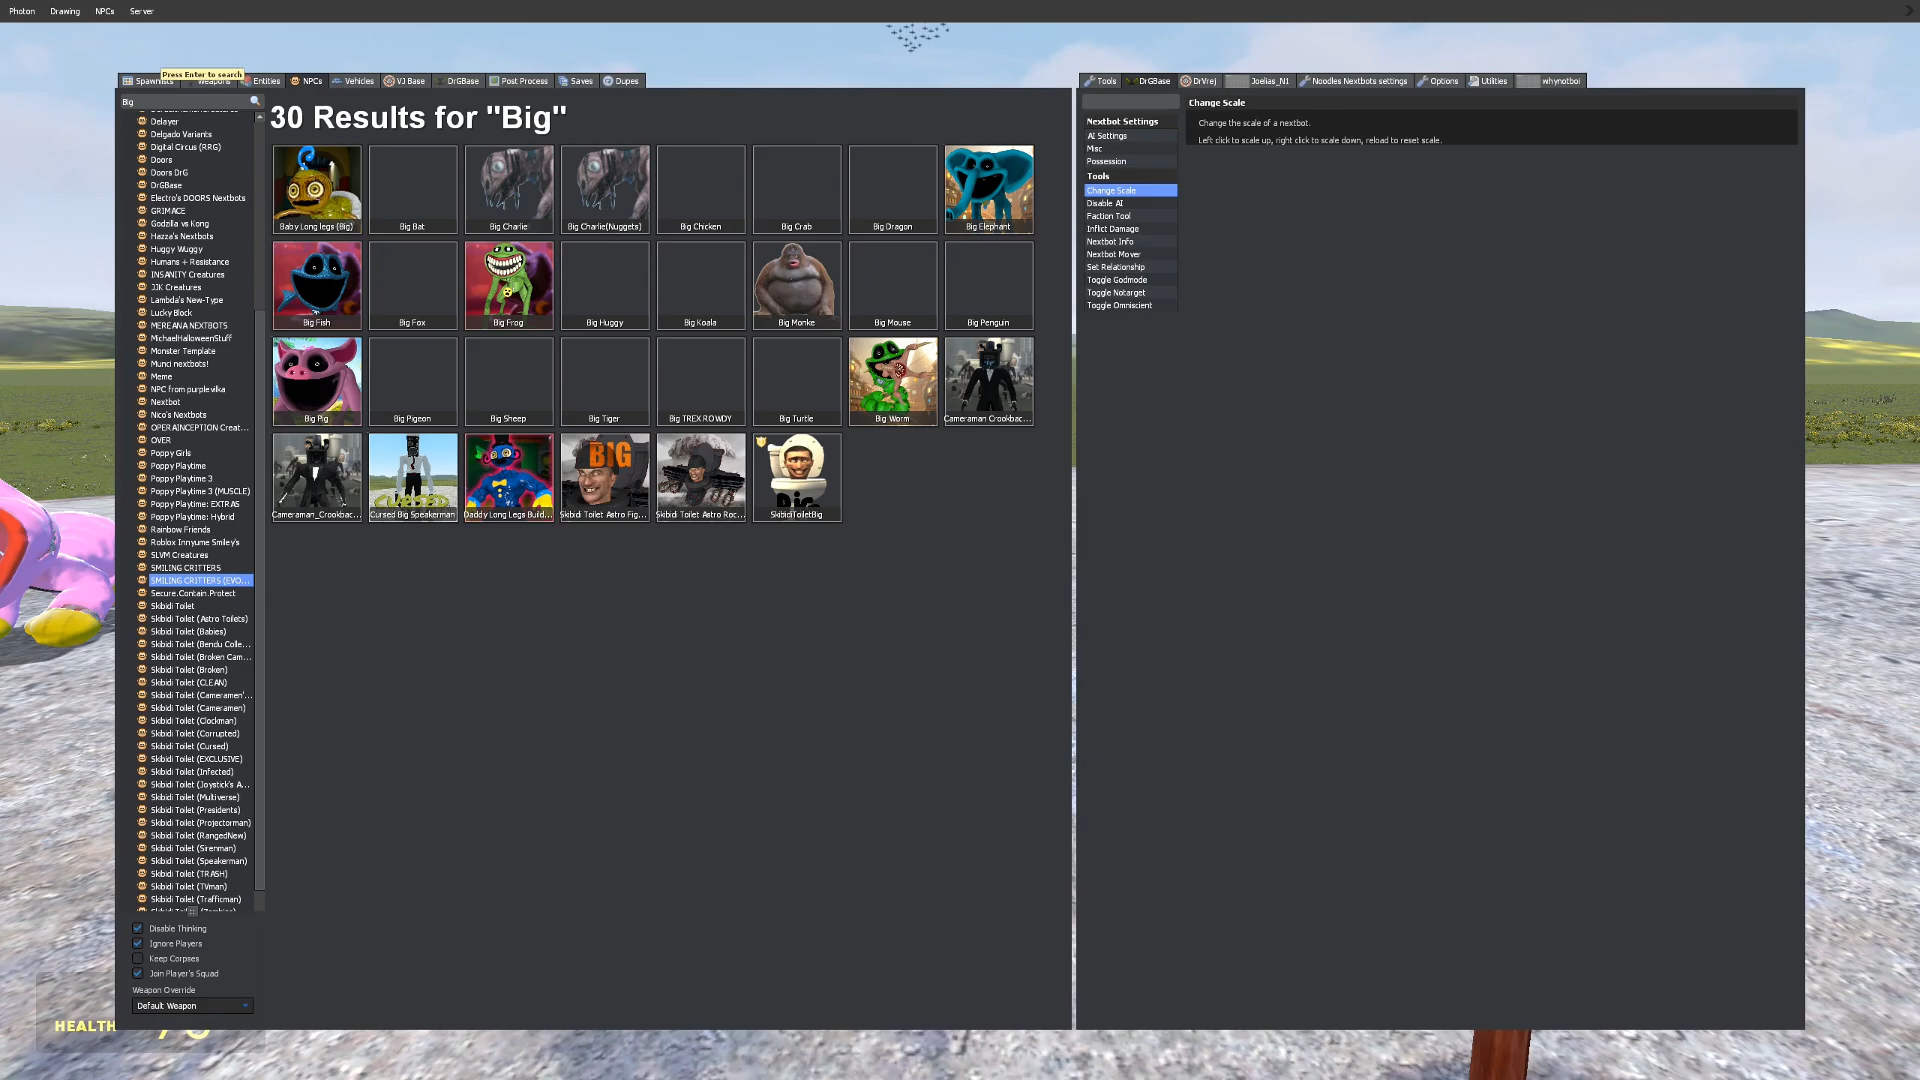 Photon Drawing NPCs Server
Press Enter to search
Spawnlists Weapons Entities NPCs Vehicles VJ Base DrGBase Post Process Saves Dupes
Big
30 Results for "Big"
Delayer
Delgado Variants
Digital Circus (RRG)
Doors
Doors DrG
DrGBase
Electro's DOORS Nextbots
GRIMACE
Godzilla vs Kong
Hazza's Nextbots
Huggy Wuggy
Humans + Resistance
INSANITY Creatures
JJK Creatures
Lambda's New-Type
Lucky Block
MEREANA NEXTBOTS
MichaelHalloweenStuff
Monster Template
Munci nextbots!
Meme
NPC from purplevilka
Nextbot
Nico's Nextbots
OPERAINCEPTION Creat...
OVER
Poppy Girls
Poppy Playtime
Poppy Playtime 3
Poppy Playtime 3 (MUSCLE)
Poppy Playtime: EXTRAS
Poppy Playtime: Hybrid
Rainbow Friends
Roblox Innyume Smiley's
SLVM Creatures
SMILING CRITTERS
SMILING CRITTERS (EVO...
Secure.Contain.Protect
Skibidi Toilet
Skibidi Toilet (Astro Toilets)
Skibidi Toilet (Babies)
Skibidi Toilet (Bendu Colle...
Skibidi Toilet (Broken Cam...
Skibidi Toilet (Broken)
Skibidi Toilet (CLEAN)
Skibidi Toilet (Cameramen'...
Skibidi Toilet (Cameramen)
Skibidi Toilet (Clockman)
Skibidi Toilet (Corrupted)
Skibidi Toilet (Cursed)
Skibidi Toilet (EXCLUSIVE)
Skibidi Toilet (Infected)
Skibidi Toilet (Joystick's A...
Skibidi Toilet (Multiverse)
Skibidi Toilet (Presidents)
Skibidi Toilet (Projectorman)
Skibidi Toilet (RangedNew)
Skibidi Toilet (Sirenman)
Skibidi Toilet (Speakerman)
Skibidi Toilet (TRASH)
Skibidi Toilet (TVman)
Skibidi Toilet (Trafficman)
Disable Thinking
Ignore Players
Keep Corpses
Join Player's Squad
Weapon Override
Default Weapon
HEALTH
Baby Long legs (Big) Big Bat Big Charlie Big Charlie(Nuggets) Big Chicken Big Crab Big Dragon Big Elephant
Big Fish Big Fox Big Frog Big Huggy Big Koala Big Monke Big Mouse Big Penguin
Big Pig Big Pigeon Big Sheep Big Tiger Big TREX ROWDY Big Turtle Big Worm Cameraman Crookbac...
CURSED BIG Big
Cameraman_Crookbac... Cursed Big Speakerman Daddy Long Legs Build... Skibidi Toilet Astro Fig... Skibidi Toilet Astro Roc... SkibidiToiletBig
Tools DrGBase DrVrej Joelias_N1 Noodles Nextbots settings Options Utilities whynotboi
Nextbot Settings
AI Settings
Misc
Possession
Tools
Change Scale
Disable AI
Faction Tool
Inflict Damage
Nextbot Info
Nextbot Mover
Set Relationship
Toggle Godmode
Toggle Notarget
Toggle Omniscient
Change Scale
Change the scale of a nextbot.
Left click to scale up, right click to scale down, reload to reset scale.